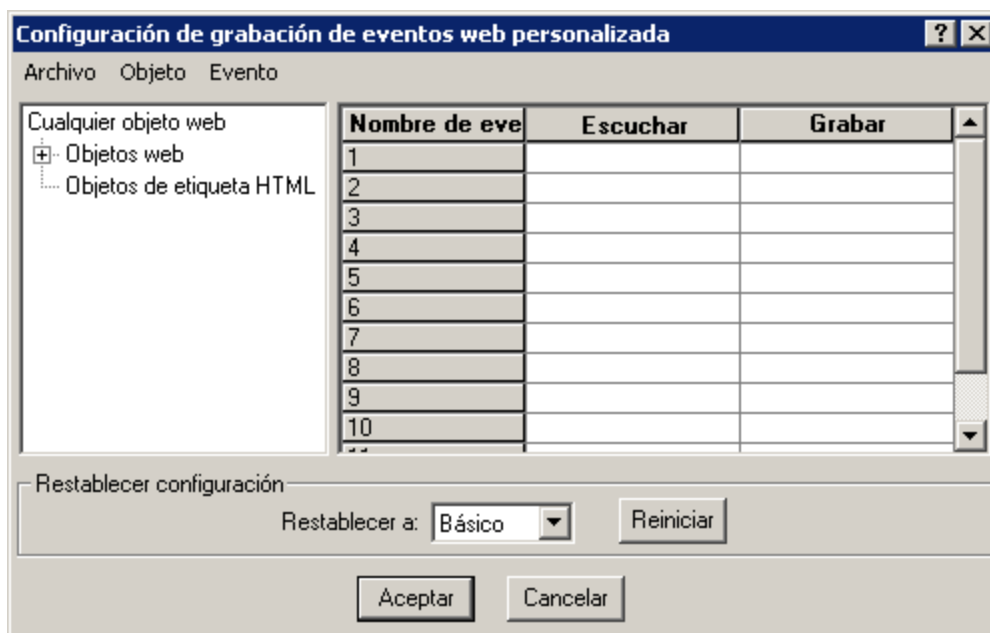 Configuración de grabación de eventos web personalizada
Archivo Objeto Evento
Cualquier objeto web
Objetos web
Objetos de etiqueta HTML
Nombre de eve Escuchar Grabar
1
2
3
4
5
6
7
8
9
10
Restablecer configuración
Restablecer a: Básico Reiniciar
Aceptar Cancelar